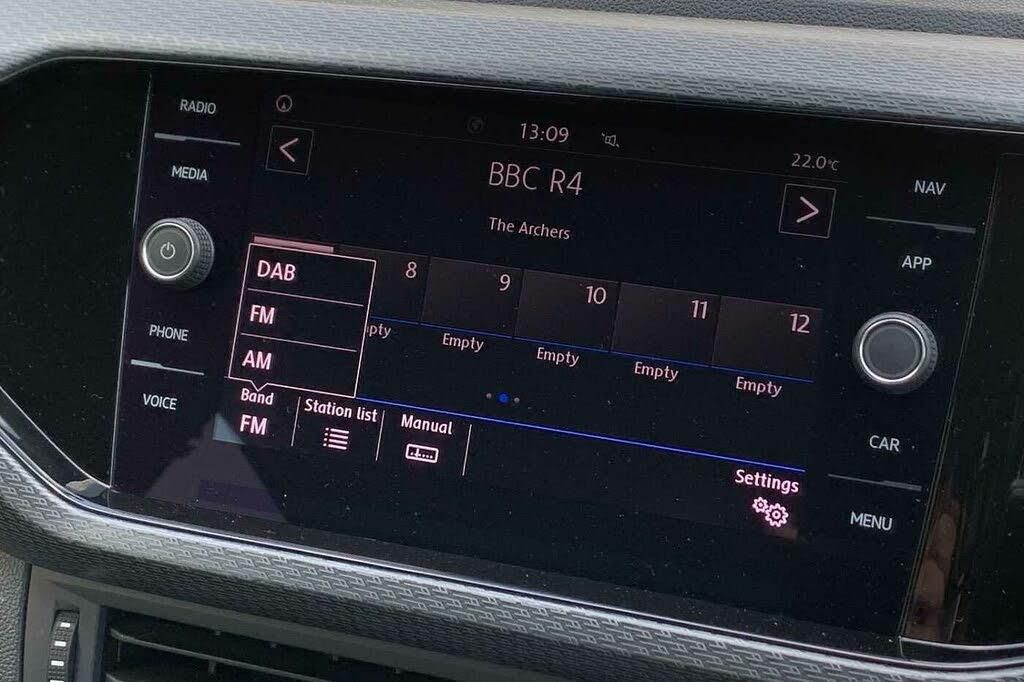 RADIO
MEDIA
PHONE
VOICE
13:09
22.0°C
BBC R4
The Archers
<
>
DAB
FM
AM
8
9
10
11
12
pty
Empty
Empty
Empty
Empty
Band
FM
Station list
Manual
Settings
NAV
APP
CAR
MENU